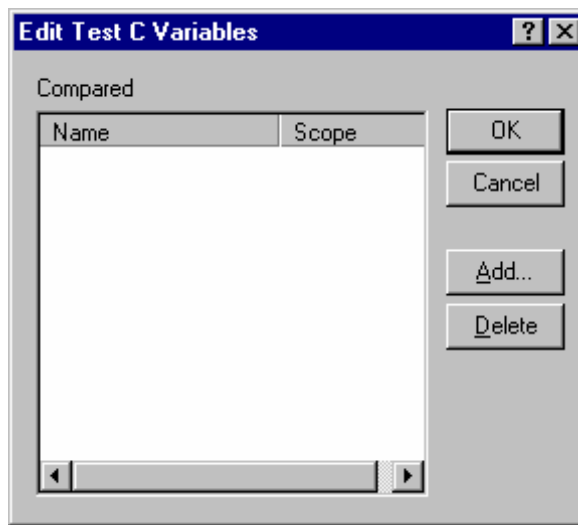 Edit Test C Variables
Compared
Name Scope
OK
Cancel
Add...
Delete